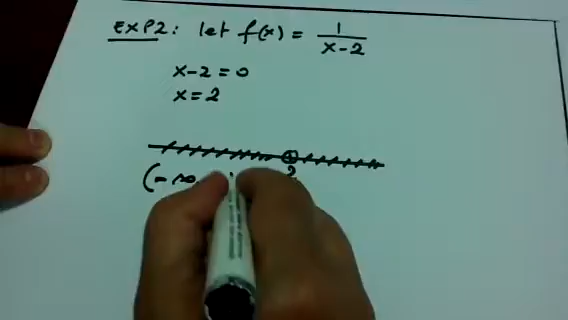 EXP2: let f(x) = 1/(x-2)
x-2=0
x=2
2
(-∞,